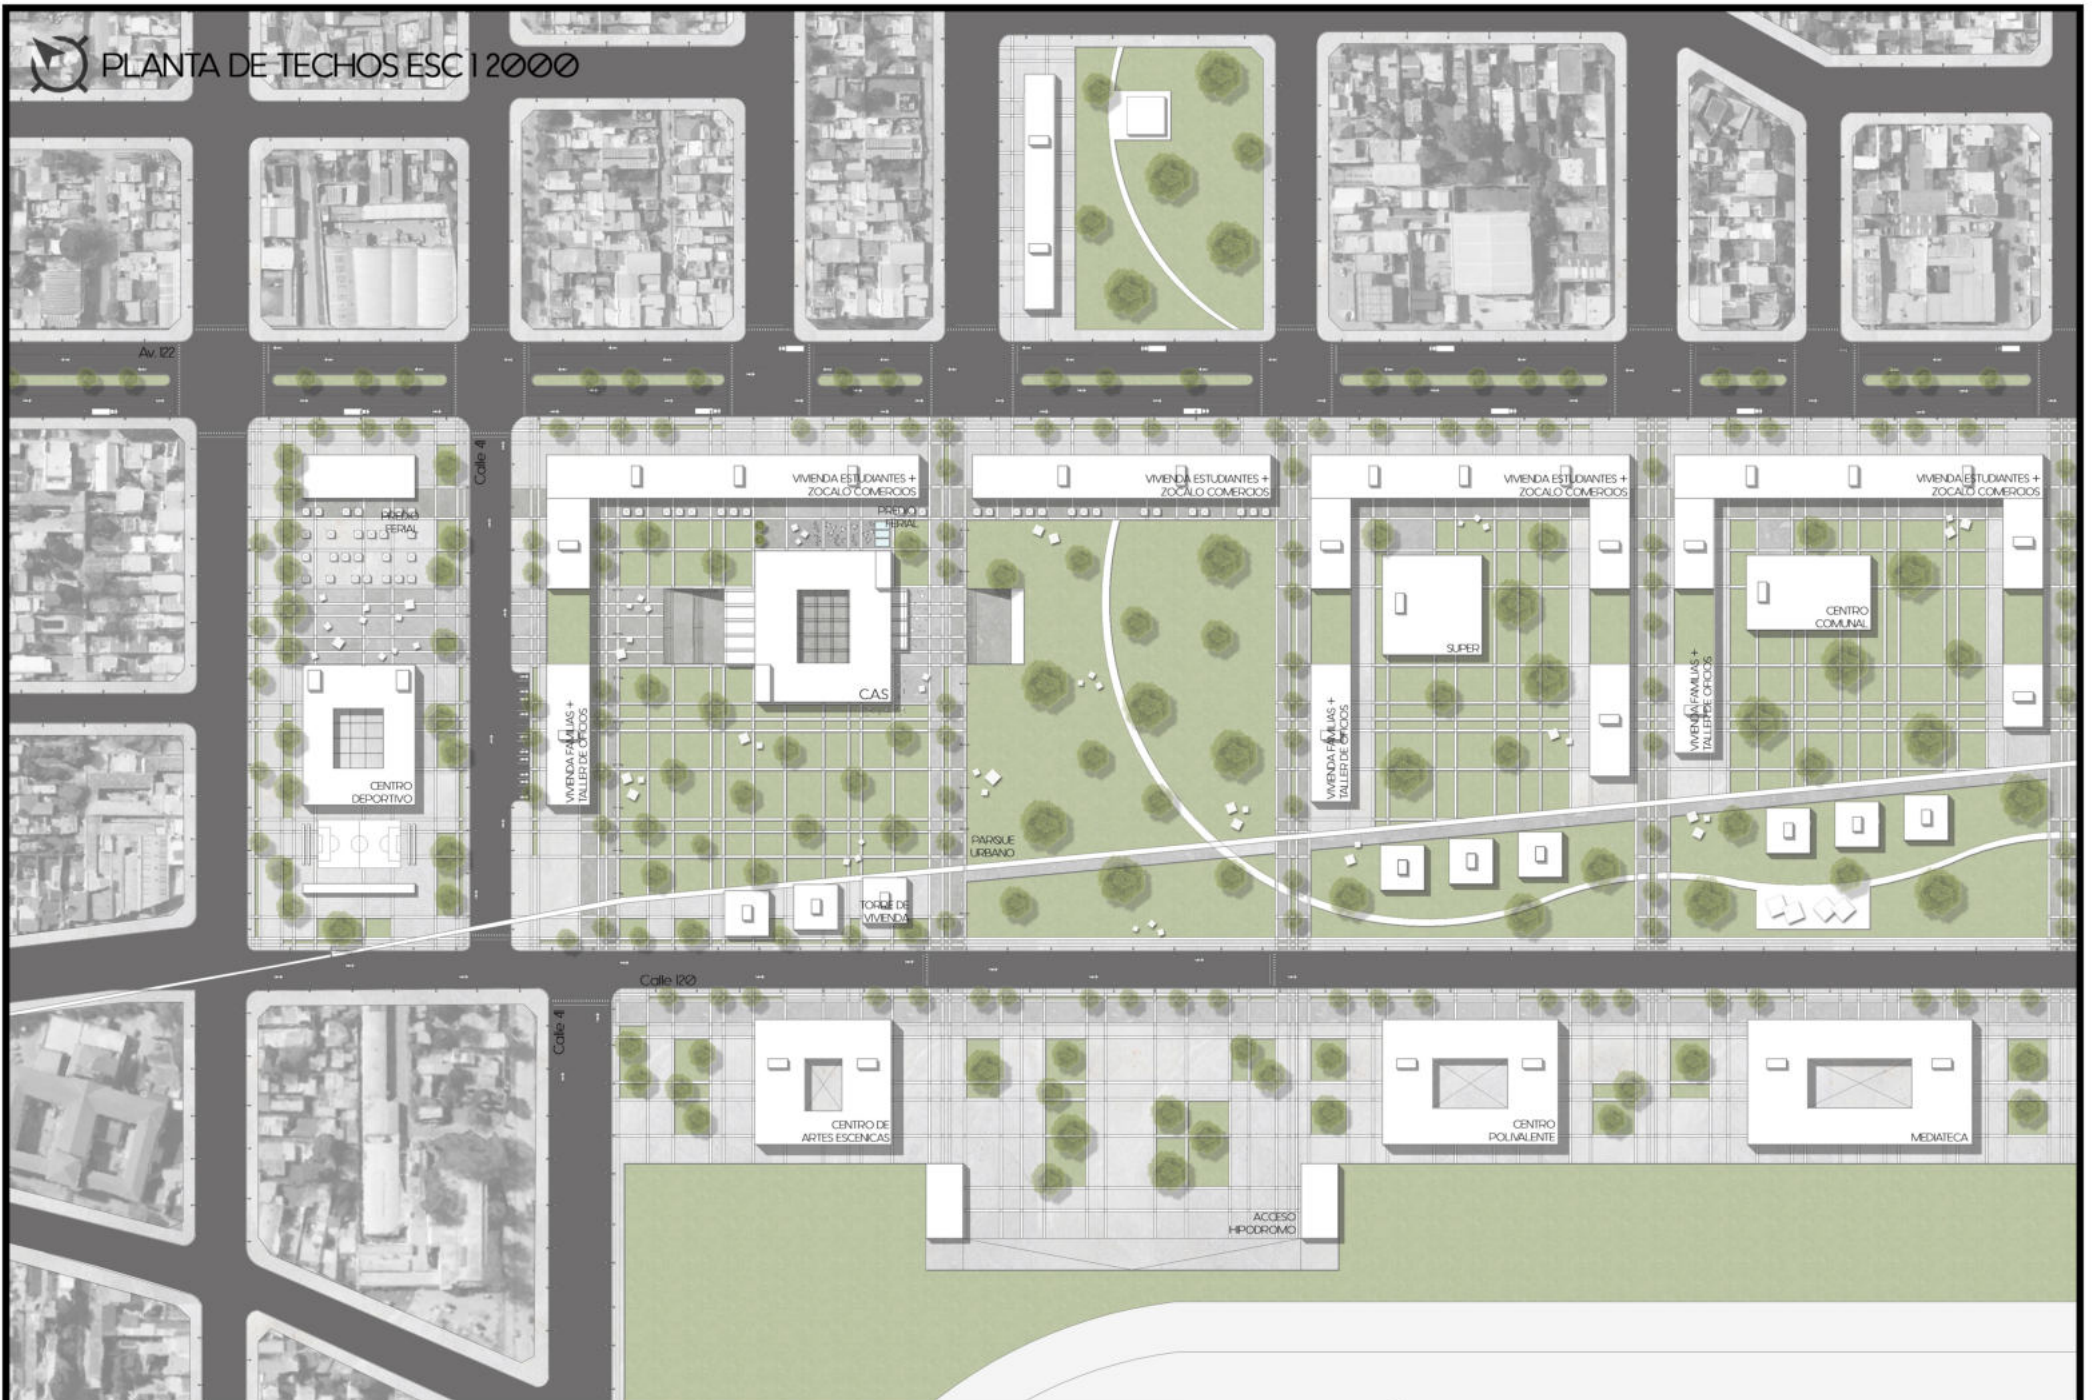 PLANTA DE TECHOS ESC 1 2000
Av. 122
Calle 41
VIVIENDA ESTUDIANTES +
ZOCALO COMERCIOS
VIVIENDA ESTUDIANTES +
ZOCALO COMERCIOS
VIVIENDA ESTUDIANTES +
ZOCALO COMERCIOS
VIVIENDA ESTUDIANTES +
ZOCALO COMERCIOS
PREDIO
FERIAL
PREDIO
FERIAL
CENTRO
COMUNAL
SUPER
C.A.S
VIVIENDA FAMILIAS +
TALLER DE OFICIOS
VIVIENDA FAMILIAS +
TALLER DE OFICIOS
VIVIENDA FAMILIAS +
TALLER DE OFICIOS
CENTRO
DEPORTIVO
PARQUE
URBANO
TORRE DE
VIVIENDA
Calle 120
Calle 41
CENTRO DE
ARTES ESCENICAS
CENTRO
POLIVALENTE
MEDIATECA
ACCESO
HIPODROMO